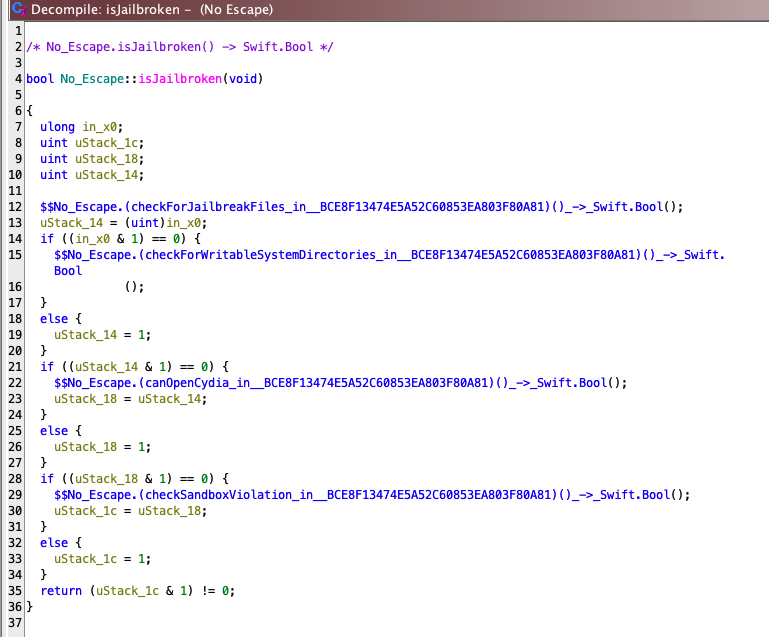 Decompile: isJailbroken – (No Escape)
1
2 /* No_Escape.isJailbroken() -> Swift.Bool */
3
4 bool No_Escape::isJailbroken(void)
5
6 {
7   ulong in_x0;
8   uint uStack_1c;
9   uint uStack_18;
10   uint uStack_14;
11
12   $$No_Escape.(checkForJailbreakFiles_in__BCE8F13474E5A52C60853EA803F80A81)()_->_Swift.Bool();
13   uStack_14 = (uint)in_x0;
14   if ((in_x0 & 1) == 0) {
15     $$No_Escape.(checkForWritableSystemDirectories_in__BCE8F13474E5A52C60853EA803F80A81)()_->_Swift.
     Bool
16               ();
17   }
18   else {
19     uStack_14 = 1;
20   }
21   if ((uStack_14 & 1) == 0) {
22     $$No_Escape.(canOpenCydia_in__BCE8F13474E5A52C60853EA803F80A81)()_->_Swift.Bool();
23     uStack_18 = uStack_14;
24   }
25   else {
26     uStack_18 = 1;
27   }
28   if ((uStack_18 & 1) == 0) {
29     $$No_Escape.(checkSandboxViolation_in__BCE8F13474E5A52C60853EA803F80A81)()_->_Swift.Bool();
30     uStack_1c = uStack_18;
31   }
32   else {
33     uStack_1c = 1;
34   }
35   return (uStack_1c & 1) != 0;
36 }
37